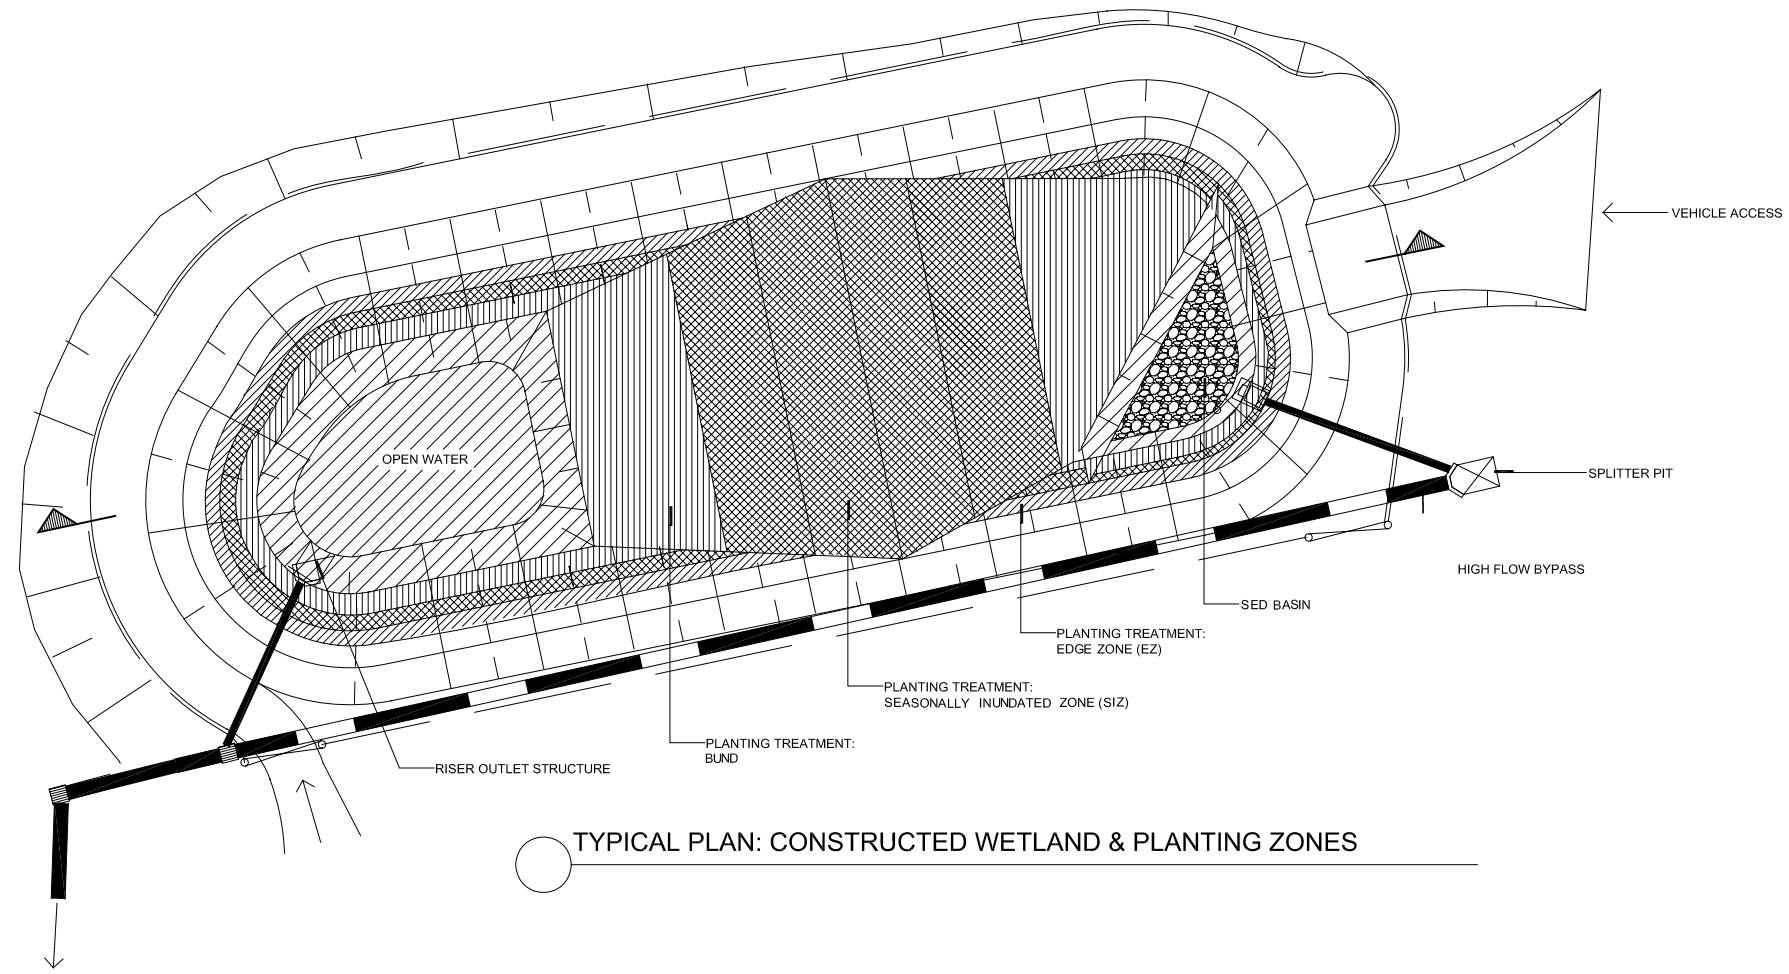 VEHICLE ACCESS
OPEN WATER
SPLITTER PIT
HIGH FLOW BYPASS
SED BASIN
PLANTING TREATMENT:
EDGE ZONE (EZ)
PLANTING TREATMENT:
SEASONALLY INUNDATED ZONE (SIZ)
PLANTING TREATMENT:
BUND
RISER OUTLET STRUCTURE
TYPICAL PLAN: CONSTRUCTED WETLAND & PLANTING ZONES